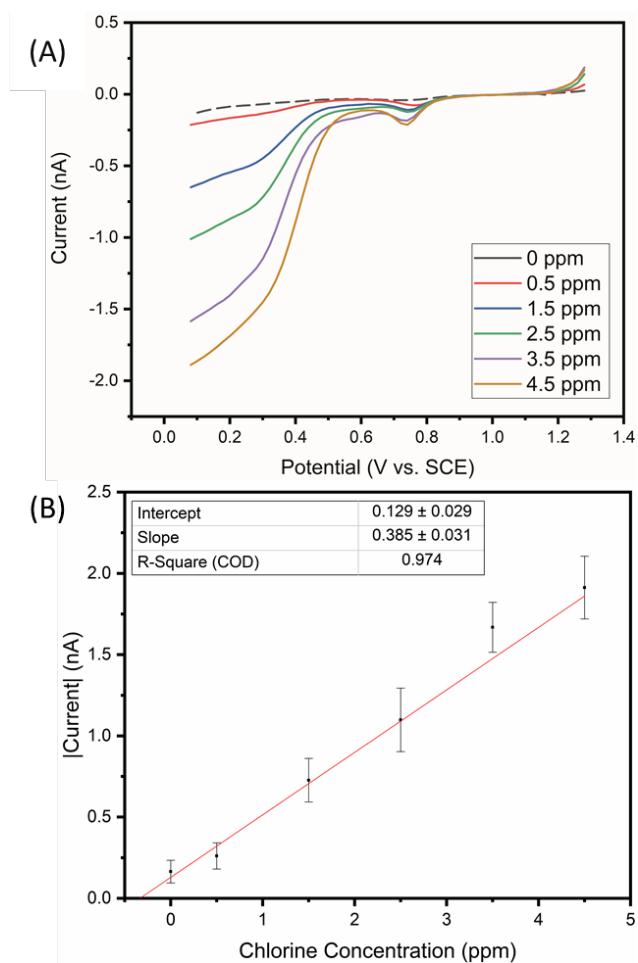 (A)
0.5
0.0
-0.5
-1.0
-1.5
-2.0
Current (nA)
0 ppm
0.5 ppm
1.5 ppm
2.5 ppm
3.5 ppm
4.5 ppm
0.0 0.2 0.4 0.6 0.8 1.0 1.2 1.4
Potential (V vs. SCE)
(B)
2.5
2.0
1.5
1.0
0.5
0.0
|Current| (nA)
Intercept 0.129 ± 0.029
Slope 0.385 ± 0.031
R-Square (COD) 0.974
0 1 2 3 4 5
Chlorine Concentration (ppm)